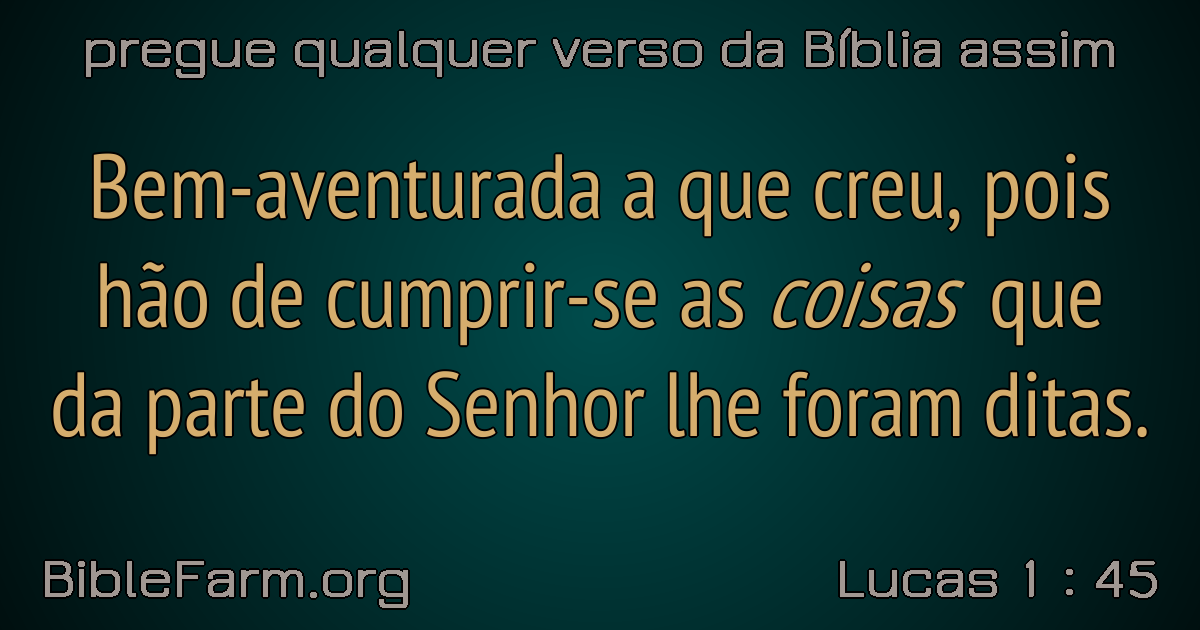 pregue qualquer verso da Bíblia assim
Bem-aventurada a que creu, pois
hão de cumprir-se as coisas que
da parte do Senhor lhe foram ditas.
BibleFarm.org
Lucas 1 : 45